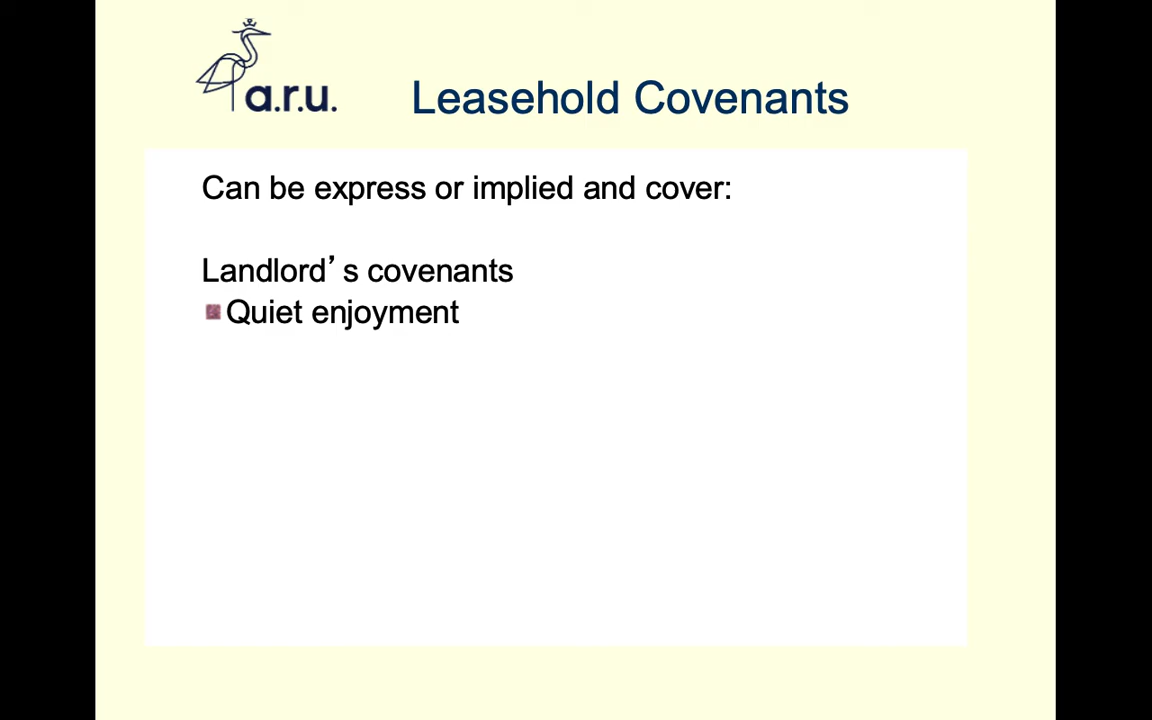 a.r.u.
Leasehold Covenants
Can be express or implied and cover:
Landlord’s covenants
Quiet enjoyment